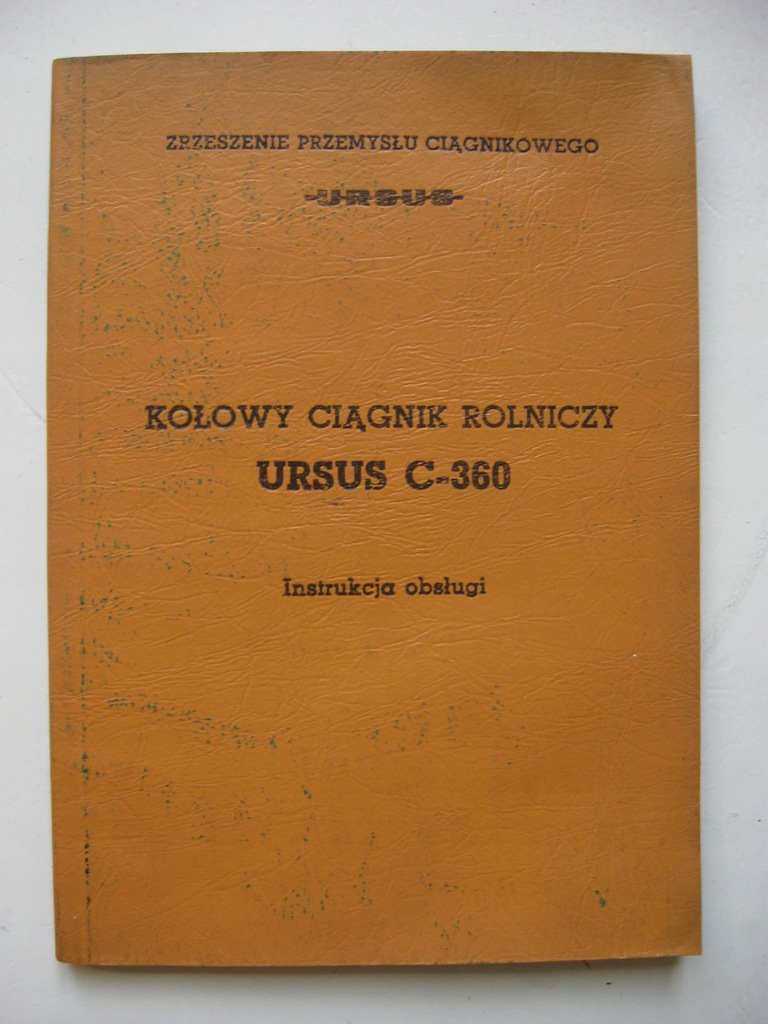 ZRZESZENIE PRZEMYSŁU CIĄGNIKOWEGO
URSUS
KOŁOWY CIĄGNIK ROLNICZY
URSUS C-360
Instrukcja obsługi